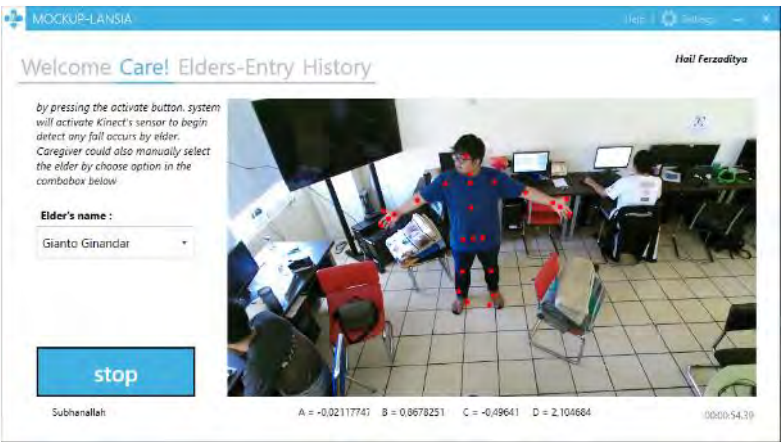 MOCKUP-LANSIA
Help | Settings
Welcome Care! Elders-Entry History
Hai! Ferzaditya
by pressing the activate button, system
will activate Kinect's sensor to begin
detect any fall occurs by elder.
Caregiver could also manually select
the elder by choose option in the
combobox below
Elder's name :
Gianto Ginandar
stop
Subhanallah
A = -0,02117747 B = 0,8678251 C = -0,49641 D = 2,104684
00:00:54.39